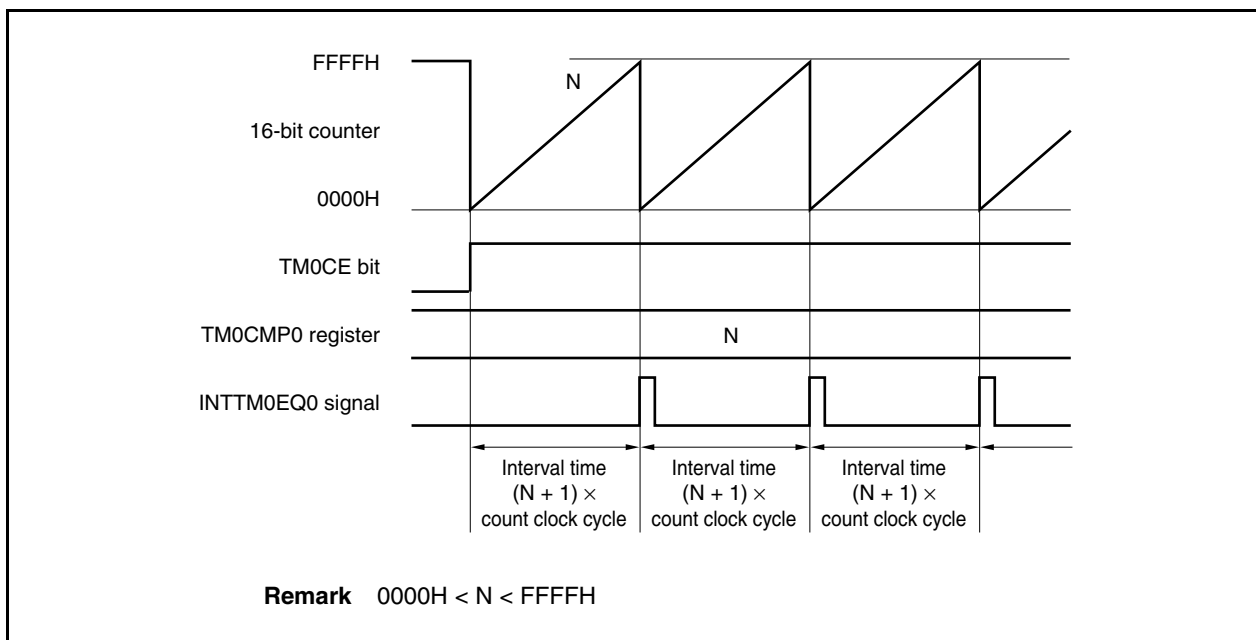 FFFFH
N
16-bit counter
0000H
TM0CE bit
TM0CMP0 register
N
INTTM0EQ0 signal
Interval time
(N + 1) ×
count clock cycle
Interval time
(N + 1) ×
count clock cycle
Interval time
(N + 1) ×
count clock cycle
Remark 0000H < N < FFFFH